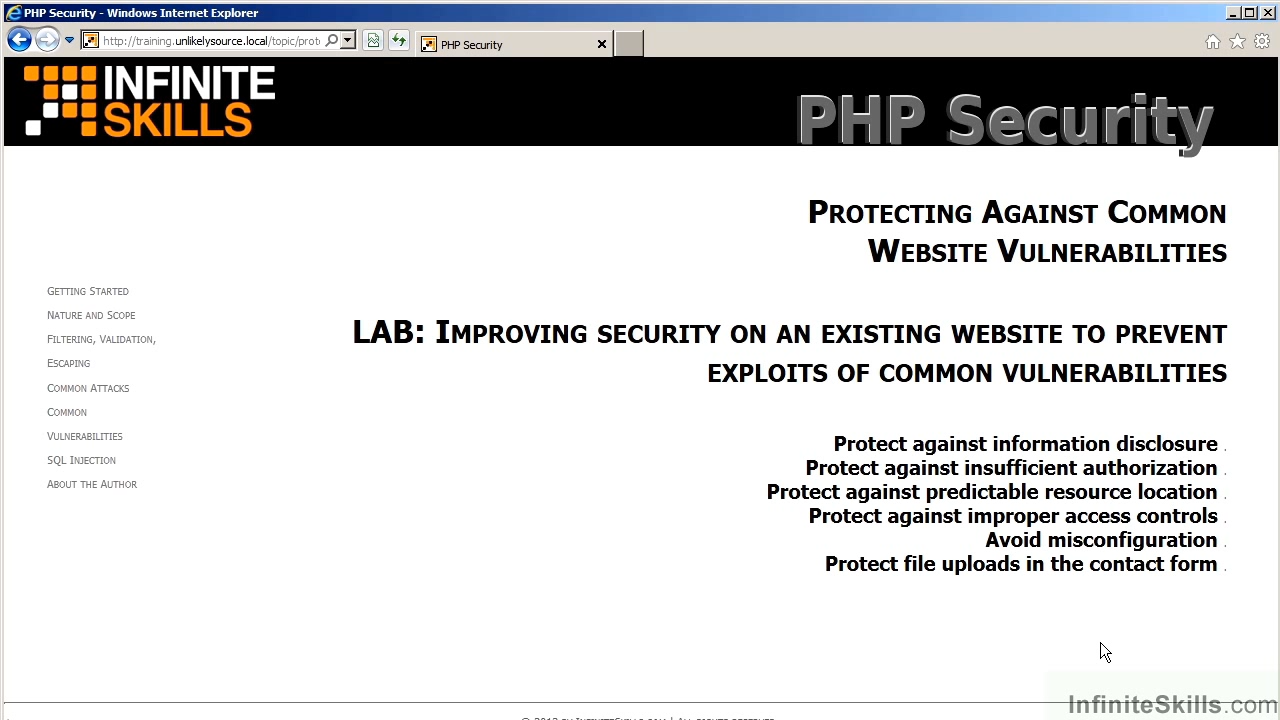 PHP Security - Windows Internet Explorer
http://training.unlikelysource.local/topic/prot
PHP Security
INFINITE
SKILLS
PHP Security
PROTECTING AGAINST COMMON
WEBSITE VULNERABILITIES
GETTING STARTED
NATURE AND SCOPE
FILTERING, VALIDATION,
ESCAPING
COMMON ATTACKS
COMMON
VULNERABILITIES
SQL INJECTION
ABOUT THE AUTHOR
LAB: IMPROVING SECURITY ON AN EXISTING WEBSITE TO PREVENT
EXPLOITS OF COMMON VULNERABILITIES
Protect against information disclosure .
Protect against insufficient authorization .
Protect against predictable resource location .
Protect against improper access controls .
Avoid misconfiguration .
Protect file uploads in the contact form .
InfiniteSkills.com